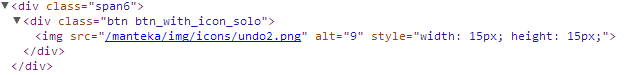 ▼<div class="span6">
▼<div class="btn btn_with_icon_solo">
<img src="/manteka/img/icons/undo2.png" alt="9" style="width: 15px; height: 15px;">
</div>
</div>